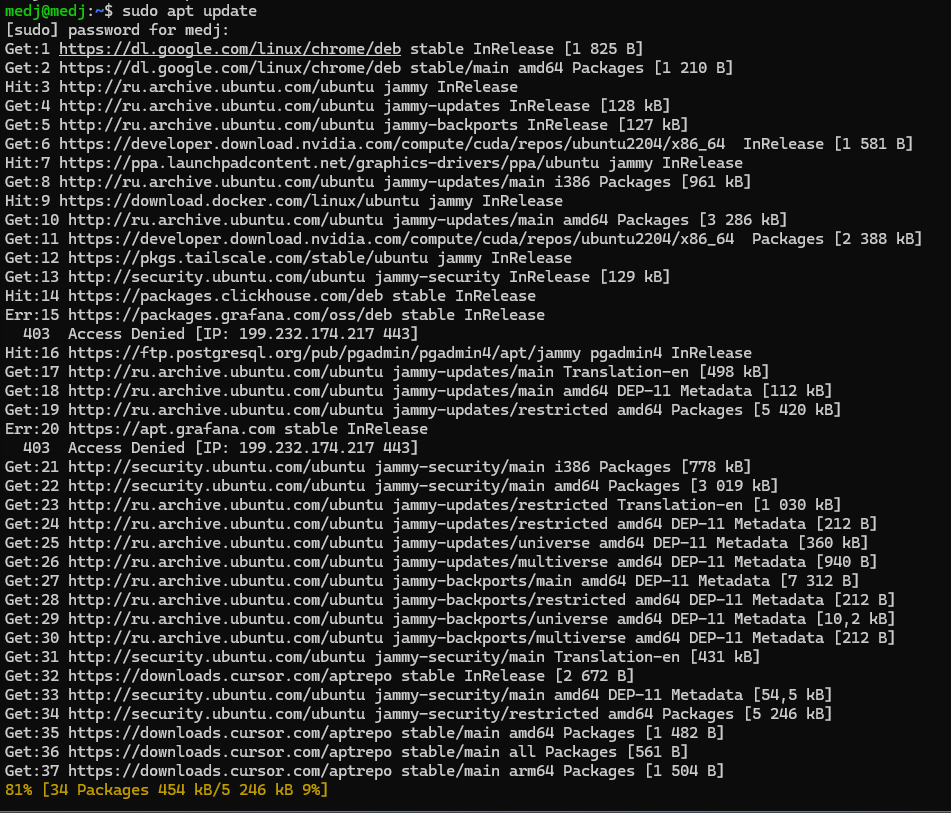 medj@medj:~$ sudo apt update
[sudo] password for medj:
Get:1 https://dl.google.com/linux/chrome/deb stable InRelease [1 825 B]
Get:2 https://dl.google.com/linux/chrome/deb stable/main amd64 Packages [1 210 B]
Hit:3 http://ru.archive.ubuntu.com/ubuntu jammy InRelease
Get:4 http://ru.archive.ubuntu.com/ubuntu jammy-updates InRelease [128 kB]
Get:5 http://ru.archive.ubuntu.com/ubuntu jammy-backports InRelease [127 kB]
Get:6 https://developer.download.nvidia.com/compute/cuda/repos/ubuntu2204/x86_64  InRelease [1 581 B]
Hit:7 https://ppa.launchpadcontent.net/graphics-drivers/ppa/ubuntu jammy InRelease
Get:8 http://ru.archive.ubuntu.com/ubuntu jammy-updates/main i386 Packages [961 kB]
Hit:9 https://download.docker.com/linux/ubuntu jammy InRelease
Get:10 http://ru.archive.ubuntu.com/ubuntu jammy-updates/main amd64 Packages [3 286 kB]
Get:11 https://developer.download.nvidia.com/compute/cuda/repos/ubuntu2204/x86_64  Packages [2 388 kB]
Get:12 https://pkgs.tailscale.com/stable/ubuntu jammy InRelease
Get:13 http://security.ubuntu.com/ubuntu jammy-security InRelease [129 kB]
Hit:14 https://packages.clickhouse.com/deb stable InRelease
Err:15 https://packages.grafana.com/oss/deb stable InRelease
  403  Access Denied [IP: 199.232.174.217 443]
Hit:16 https://ftp.postgresql.org/pub/pgadmin/pgadmin4/apt/jammy pgadmin4 InRelease
Get:17 http://ru.archive.ubuntu.com/ubuntu jammy-updates/main Translation-en [498 kB]
Get:18 http://ru.archive.ubuntu.com/ubuntu jammy-updates/main amd64 DEP-11 Metadata [112 kB]
Get:19 http://ru.archive.ubuntu.com/ubuntu jammy-updates/restricted amd64 Packages [5 420 kB]
Err:20 https://apt.grafana.com stable InRelease
  403  Access Denied [IP: 199.232.174.217 443]
Get:21 http://security.ubuntu.com/ubuntu jammy-security/main i386 Packages [778 kB]
Get:22 http://security.ubuntu.com/ubuntu jammy-security/main amd64 Packages [3 019 kB]
Get:23 http://ru.archive.ubuntu.com/ubuntu jammy-updates/restricted Translation-en [1 030 kB]
Get:24 http://ru.archive.ubuntu.com/ubuntu jammy-updates/restricted amd64 DEP-11 Metadata [212 B]
Get:25 http://ru.archive.ubuntu.com/ubuntu jammy-updates/universe amd64 DEP-11 Metadata [360 kB]
Get:26 http://ru.archive.ubuntu.com/ubuntu jammy-updates/multiverse amd64 DEP-11 Metadata [940 B]
Get:27 http://ru.archive.ubuntu.com/ubuntu jammy-backports/main amd64 DEP-11 Metadata [7 312 B]
Get:28 http://ru.archive.ubuntu.com/ubuntu jammy-backports/restricted amd64 DEP-11 Metadata [212 B]
Get:29 http://ru.archive.ubuntu.com/ubuntu jammy-backports/universe amd64 DEP-11 Metadata [10,2 kB]
Get:30 http://ru.archive.ubuntu.com/ubuntu jammy-backports/multiverse amd64 DEP-11 Metadata [212 B]
Get:31 http://security.ubuntu.com/ubuntu jammy-security/main Translation-en [431 kB]
Get:32 https://downloads.cursor.com/aptrepo stable InRelease [2 672 B]
Get:33 http://security.ubuntu.com/ubuntu jammy-security/main amd64 DEP-11 Metadata [54,5 kB]
Get:34 http://security.ubuntu.com/ubuntu jammy-security/restricted amd64 Packages [5 246 kB]
Get:35 https://downloads.cursor.com/aptrepo stable/main amd64 Packages [1 482 B]
Get:36 https://downloads.cursor.com/aptrepo stable/main all Packages [561 B]
Get:37 https://downloads.cursor.com/aptrepo stable/main arm64 Packages [1 504 B]
81% [34 Packages 454 kB/5 246 kB 9%]